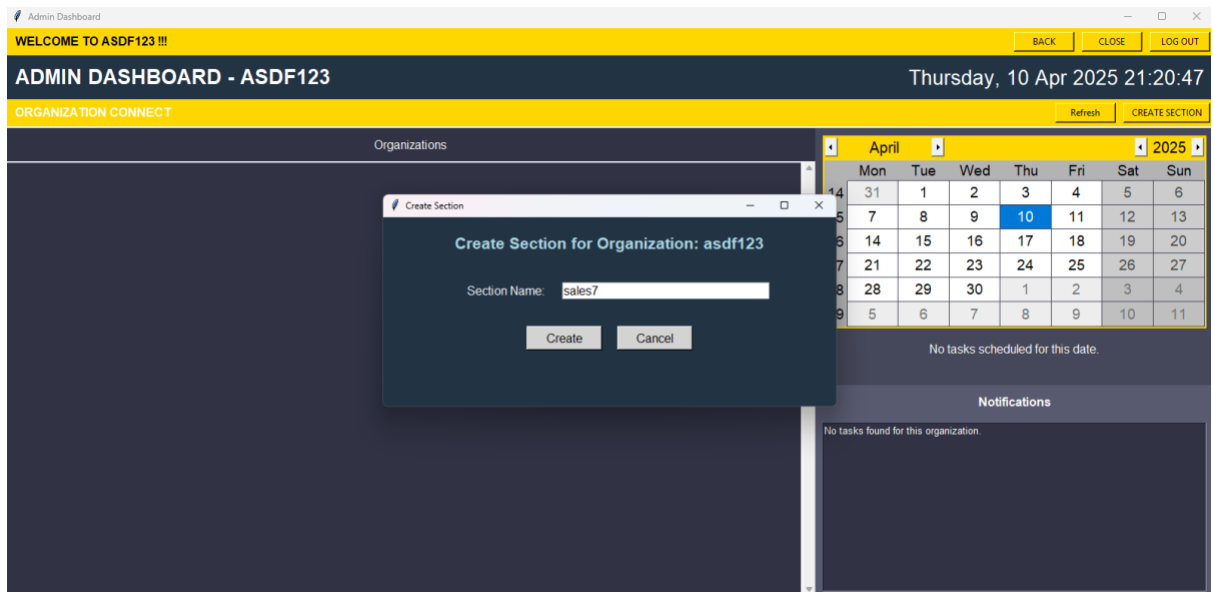 Admin Dashboard
WELCOME TO ASDF123 !!!
BACK CLOSE LOG OUT
ADMIN DASHBOARD - ASDF123
Thursday, 10 Apr 2025 21:20:47
ORGANIZATION CONNECT
Refresh CREATE SECTION
Organizations
Create Section
Create Section for Organization: asdf123
Section Name: sales7
Create Cancel
April 2025
Mon Tue Wed Thu Fri Sat Sun
14 31 1 2 3 4 5 6
5 7 8 9 10 11 12 13
6 14 15 16 17 18 19 20
7 21 22 23 24 25 26 27
8 28 29 30 1 2 3 4
9 5 6 7 8 9 10 11
No tasks scheduled for this date.
Notifications
No tasks found for this organization.